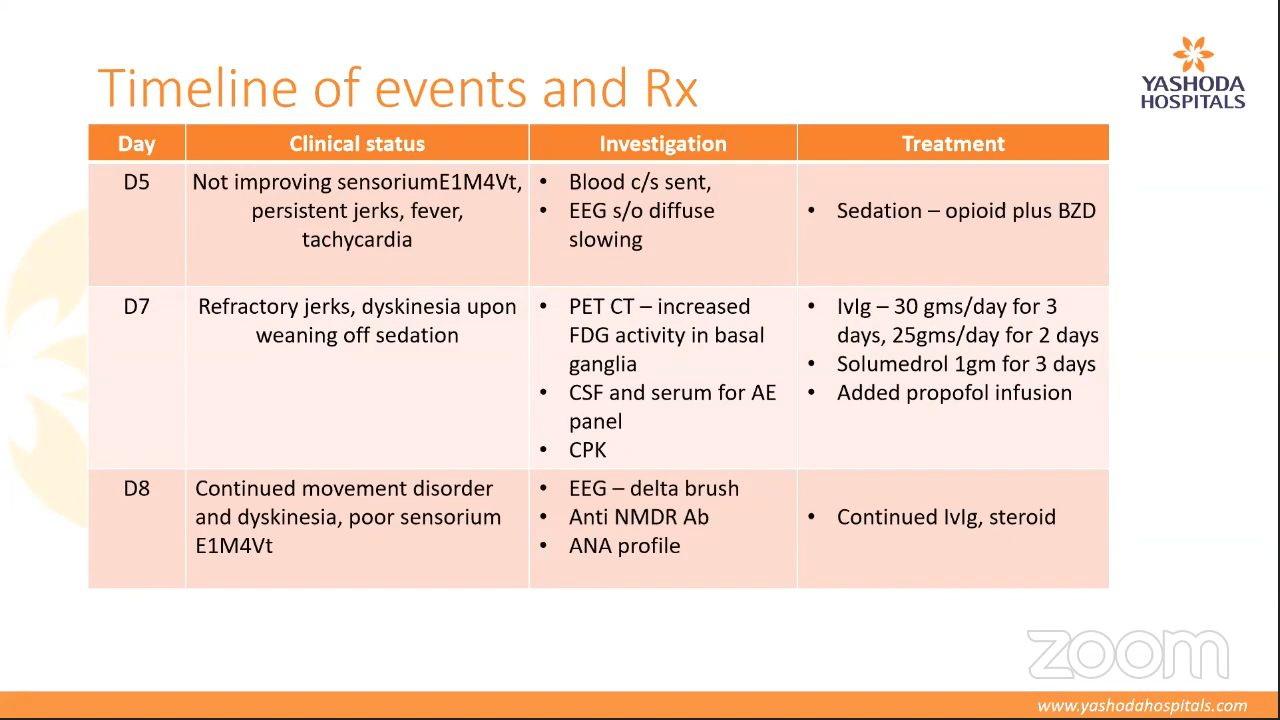 Timeline of events and Rx
YASHODA
HOSPITALS
Day
Clinical status
Investigation
Treatment
D5
Not improving sensoriumE1M4Vt,
persistent jerks, fever,
tachycardia
• Blood c/s sent,
• EEG s/o diffuse
slowing
• Sedation – opioid plus BZD
D7
Refractory jerks, dyskinesia upon
weaning off sedation
• PET CT – increased
FDG activity in basal
ganglia
• CSF and serum for AE
panel
• CPK
• IvIg – 30 gms/day for 3
days, 25gms/day for 2 days
• Solumedrol 1gm for 3 days
• Added propofol infusion
D8
Continued movement disorder
and dyskinesia, poor sensorium
E1M4Vt
• EEG – delta brush
• Anti NMDR Ab
• ANA profile
• Continued IvIg, steroid
zoom
www.yashodahospitals.com